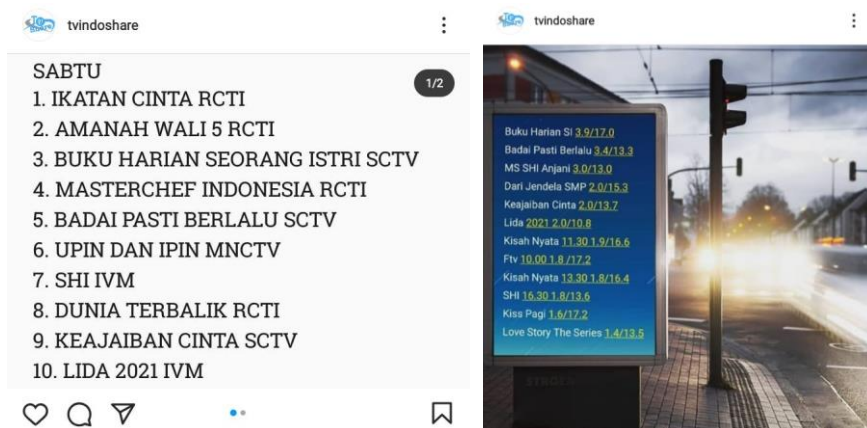 tvindoshare
SABTU
1/2
1. IKATAN CINTA RCTI
2. AMANAH WALI 5 RCTI
3. BUKU HARIAN SEORANG ISTRI SCTV
4. MASTERCHEF INDONESIA RCTI
5. BADAI PASTI BERLALU SCTV
6. UPIN DAN IPIN MNCTV
7. SHI IVM
8. DUNIA TERBALIK RCTI
9. KEAJAIBAN CINTA SCTV
10. LIDA 2021 IVM
tvindoshare
Buku Harian SI 3.9/17.0
Badai Pasti Berlalu 3.4/13.3
MS SHI Anjani 3.0/13.0
Dari Jendela SMP 2.0/15.3
Keajaiban Cinta 2.0/13.7
Lida 2021 2.0/10.8
Kisah Nyata 11.30 1.9/16.6
Ftv 10.00 1.8 /17.2
Kisah Nyata 13.30 1.8/16.4
SHI 16.30 1.8/13.6
Kiss Pagi 1.6/17.2
Love Story The Series 1.4/13.5